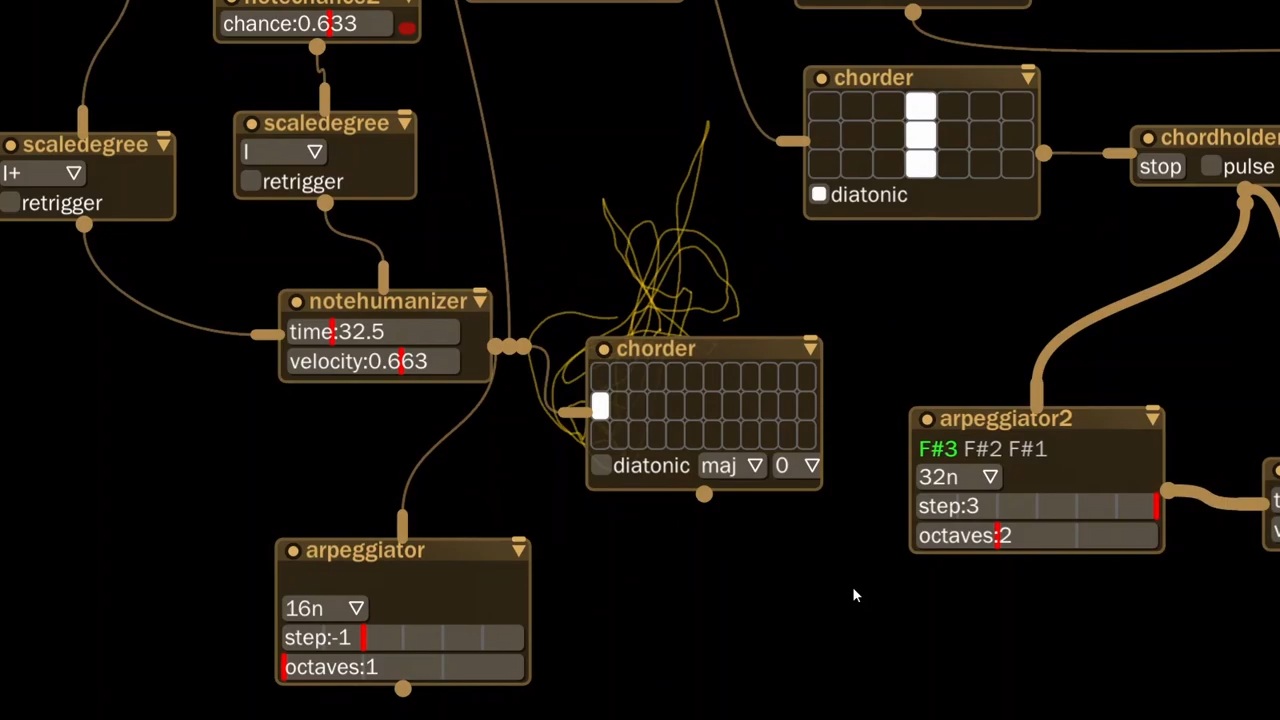 notechance2
chance:0.633
scaledegree
I+
retrigger
scaledegree
I
retrigger
notehumanizer
time:32.5
velocity:0.663
arpeggiator
16n
step:-1
octaves:1
chorder
diatonic maj 0
chorder
diatonic
chordholder
stop pulse
arpeggiator2
F#3 F#2 F#1
32n
step:3
octaves:2